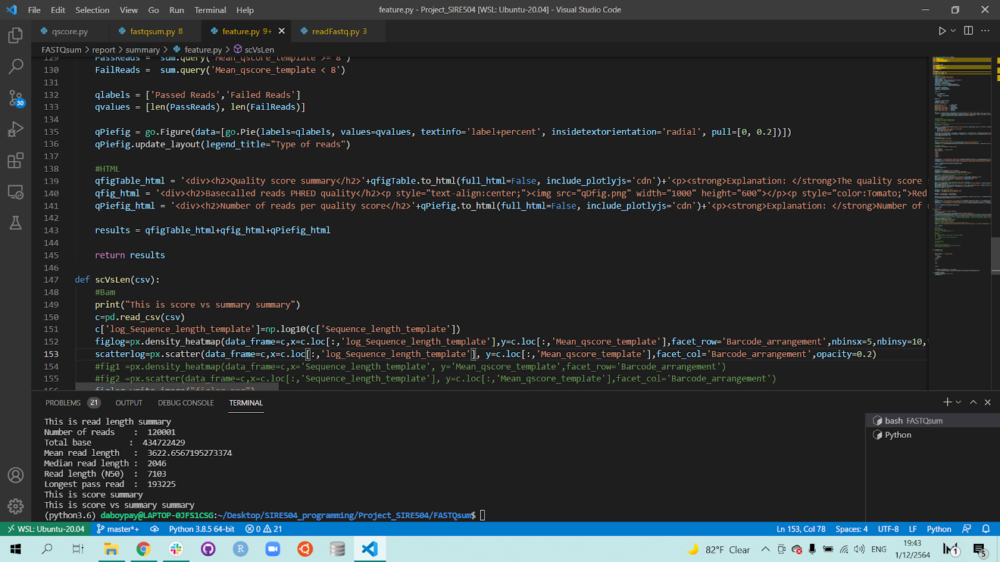 File Edit Selection View Go Run Terminal Help feature.py - Project_SIRE504 [WSL: Ubuntu-20.04] - Visual Studio Code
qscore.py fastqsum.py 8 feature.py 9+ readFastq.py 3
FASTQsum > report > summary > feature.py > scVsLen
129 PassReads = sum.query('Mean_qscore_template >= 8')
130 FailReads = sum.query('Mean_qscore_template < 8')
131
132 qlabels = ['Passed Reads','Failed Reads']
133 qvalues = [len(PassReads), len(FailReads)]
134
135 qPiefig = go.Figure(data=[go.Pie(labels=qlabels, values=qvalues, textinfo='label+percent', insidetextorientation='radial', pull=[0, 0.2])])
136 qPiefig.update_layout(legend_title="Type of reads")
137
138 #HTML
139 qfigTable_html = '<div><h2>Quality score summary</h2>'+qfigTable.to_html(full_html=False, include_plotlyjs='cdn')+'<p><strong>Explanation: </strong>The quality score
140 qfig_html = '<div><h2>Basecalled reads PHRED quality</h2><p style="text-align:center;"><img src="qDfig.png" width="1000" height="600"></p><p style="color:Tomato;">Red
141 qPiefig_html = '<div><h2>Number of reads per quality score</h2>'+qPiefig.to_html(full_html=False, include_plotlyjs='cdn')+'<p><strong>Explanation: </strong>Number of
142
143 results = qfigTable_html+qfig_html+qPiefig_html
144
145 return results
146
147 def scVsLen(csv):
148 #Bam
149 print("This is score vs summary summary")
150 c=pd.read_csv(csv)
151 c['log_Sequence_length_template']=np.log10(c['Sequence_length_template'])
152 figlog=px.density_heatmap(data_frame=c,x=c.loc[:,'log_Sequence_length_template'],y=c.loc[:,'Mean_qscore_template'],facet_row='Barcode_arrangement',nbinsx=5,nbinsy=10,
153 scatterlog=px.scatter(data_frame=c,x=c.loc[:,'log_Sequence_length_template'], y=c.loc[:,'Mean_qscore_template'],facet_col='Barcode_arrangement',opacity=0.2)
154 #fig1 =px.density_heatmap(data_frame=c,x='Sequence_length_template', y='Mean_qscore_template',facet_row='Barcode_arrangement')
155 #fig2 =px.scatter(data_frame=c,x=c.loc[:,'Sequence_length_template'], y=c.loc[:,'Mean_qscore_template'],facet_col='Barcode_arrangement')
156 figlog.write_image("figlog.png")
30
PROBLEMS 21 OUTPUT DEBUG CONSOLE TERMINAL
This is read length summary
Number of reads : 120001
Total base : 434722429
Mean read length : 3622.6567195273374
Median read length : 2046
Read length (N50) : 7103
Longest pass read : 193225
This is score summary
This is score vs summary summary
(python3.6) daboypay@LAPTOP-0JFS1CSG:~/Desktop/SIRE504_programming/Project_SIRE504/FASTQsum$
bash FASTQsum
Python
WSL: Ubuntu-20.04 master*+ Python 3.8.5 64-bit 0 21 Ln 153, Col 78 Spaces: 4 UTF-8 LF Python
82°F Clear ENG 19:43
1/12/2564
1
5